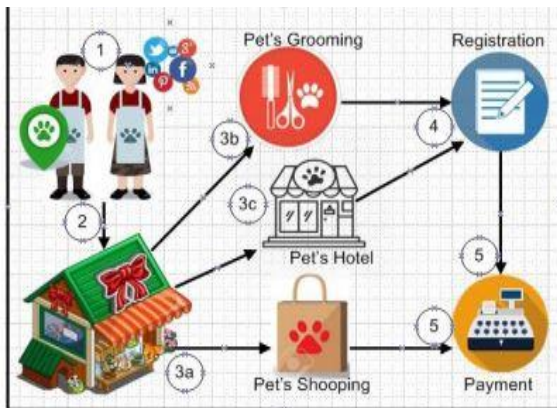 1
Pet's Grooming
Registration
3b
4
2
3c
Pet's Hotel
5
5
3a
Pet's Shooping
Payment